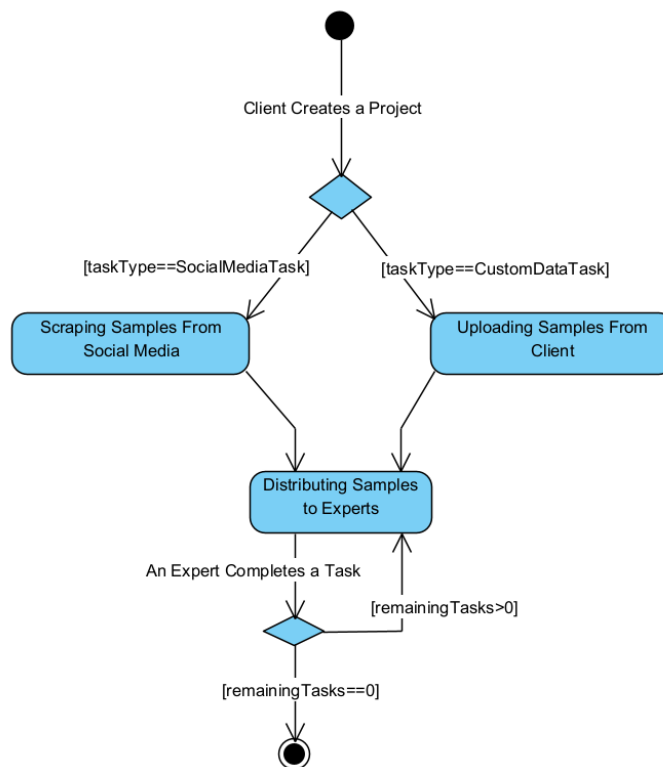 Client Creates a Project
[taskType==SocialMediaTask]
[taskType==CustomDataTask]
Scraping Samples From
Social Media
Uploading Samples From
Client
Distributing Samples
to Experts
An Expert Completes a Task
[remainingTasks>0]
[remainingTasks==0]